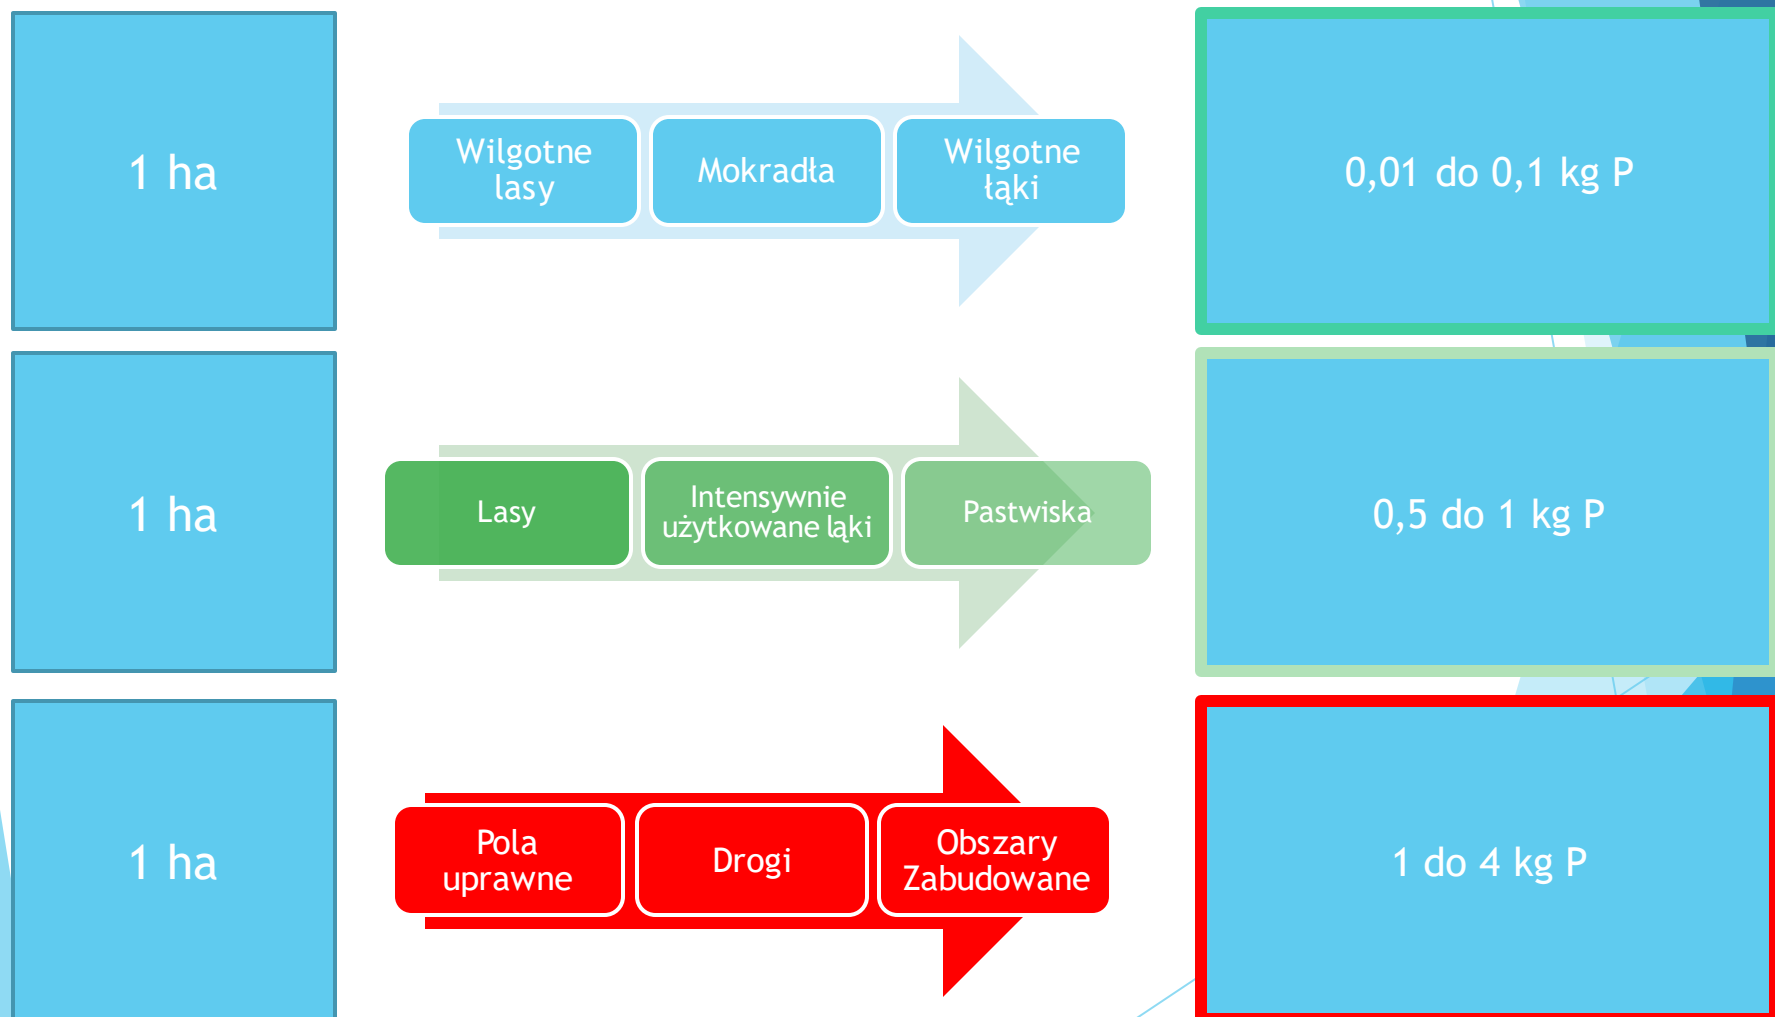 1 ha
Wilgotne
lasy
Mokradła
Wilgotne
łąki
0,01 do 0,1 kg P
1 ha
Lasy
Intensywnie
użytkowane ląki
Pastwiska
0,5 do 1 kg P
1 ha
Pola
uprawne
Drogi
Obszary
Zabudowane
1 do 4 kg P